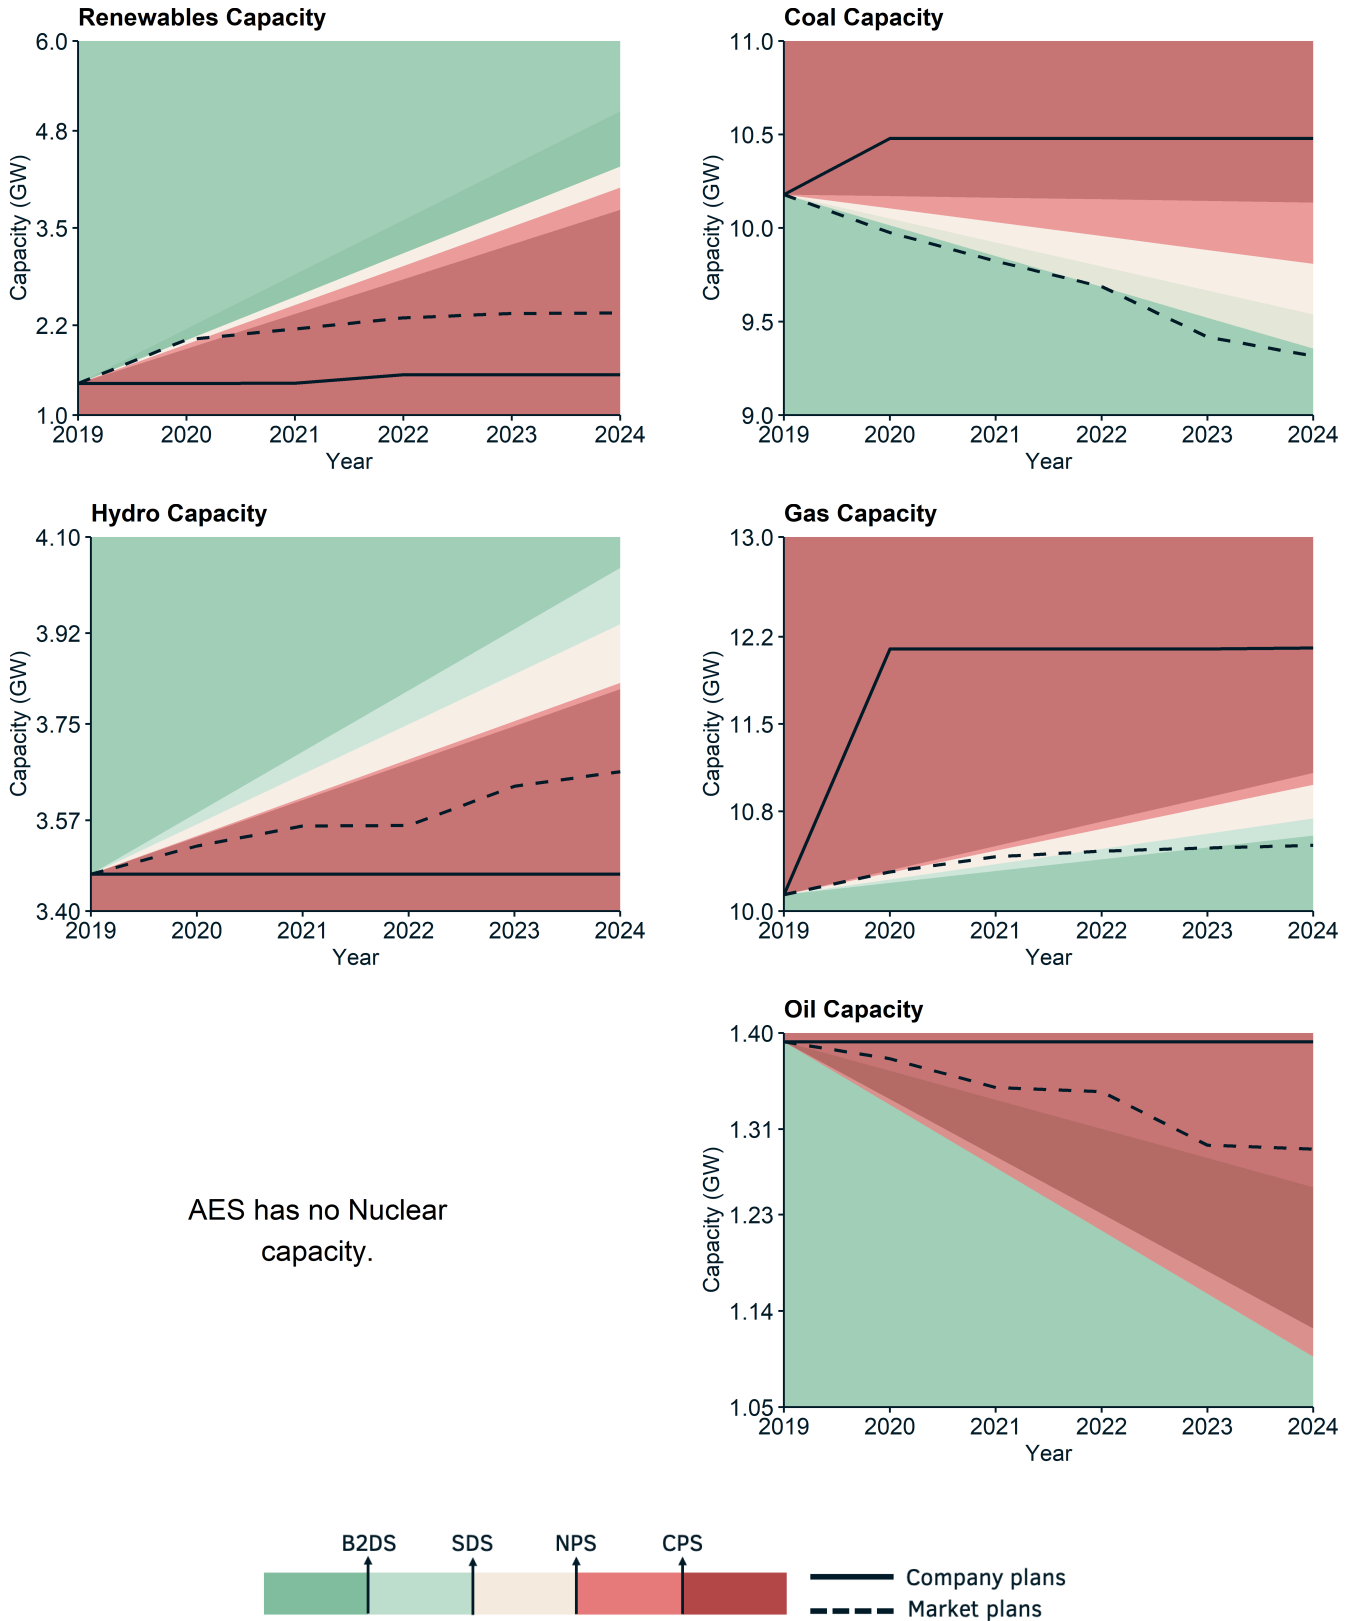 Renewables Capacity
6.0
4.8
3.5
2.2
1.0
Capacity (GW)
2019 2020 2021 2022 2023 2024
Year
Coal Capacity
11.0
10.5
10.0
9.5
9.0
Capacity (GW)
2019 2020 2021 2022 2023 2024
Year
Hydro Capacity
4.10
3.92
3.75
3.57
3.40
Capacity (GW)
2019 2020 2021 2022 2023 2024
Year
Gas Capacity
13.0
12.2
11.5
10.8
10.0
Capacity (GW)
2019 2020 2021 2022 2023 2024
Year
AES has no Nuclear
capacity.
Oil Capacity
1.40
1.31
1.23
1.14
1.05
Capacity (GW)
2019 2020 2021 2022 2023 2024
Year
B2DS SDS NPS CPS
Company plans
Market plans